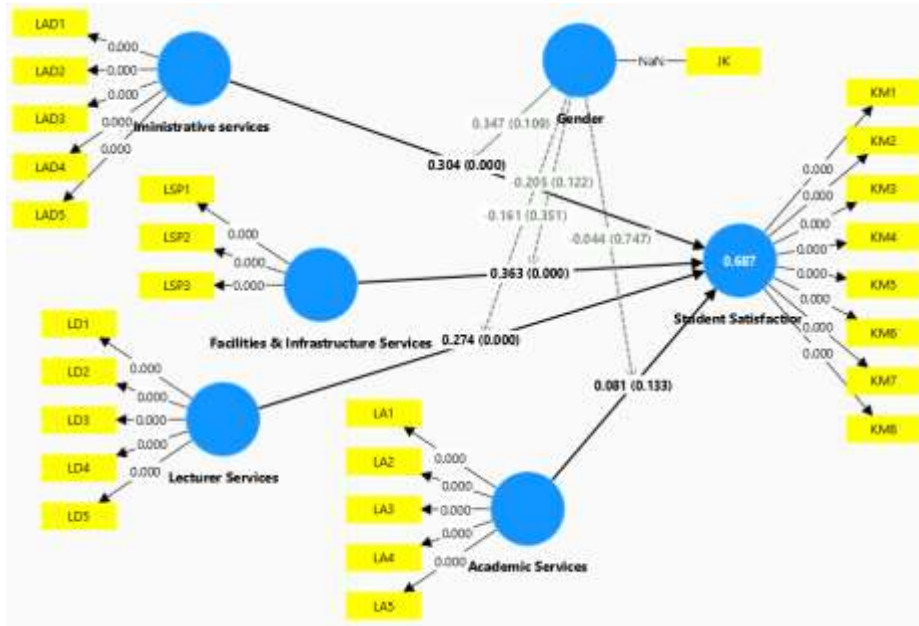 LAD1
LAD2
LAD3
LAD4
LAD5
0.000
0.000
0.000
0.000
0.000
Iministrative services
Gender
NaN
JK
0.347 (0.109)
0.304 (0.000)
-0.205 (0.122)
-0.161 (0.351)
-0.044 (0.747)
LSP1
LSP2
LSP3
0.000
0.000
0.000
Facilities & Infrastructure Services
0.363 (0.000)
0.274 (0.000)
0.081 (0.133)
LD1
LD2
LD3
LD4
LD5
0.000
0.000
0.000
0.000
0.000
Lecturer Services
LA1
LA2
LA3
LA4
LA5
0.000
0.000
0.000
0.000
0.000
Academic Services
0.687
Student Satisfaction
0.000
0.000
0.000
0.000
0.000
0.000
0.000
0.000
KM1
KM2
KM3
KM4
KM5
KM6
KM7
KM8